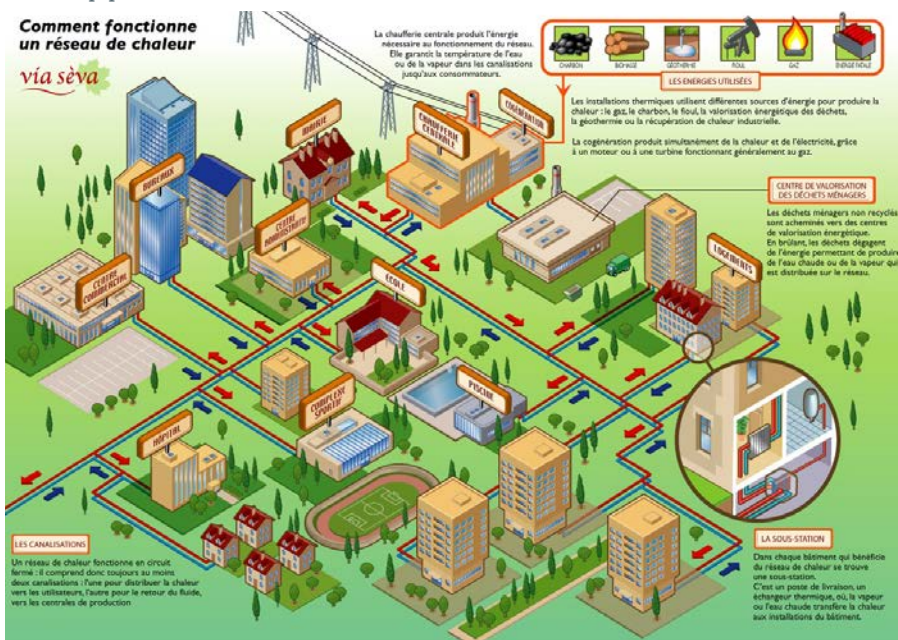 Comment fonctionne
un réseau de chaleur
via sèva
La chaufferie centrale produit l'énergie
nécessaire au fonctionnement du réseau.
Elle garantit la température de l'eau
ou de la vapeur dans les canalisations
jusqu'aux consommateurs.
CHARBON
BIOMASSE
GÉOTHERMIE
FIOUL
GAZ
ENERGIE FATALE
LES ENERGIES UTILISÉES
Les installations thermiques utilisent différentes sources d'énergie pour produire la
chaleur : le gaz, le charbon, le fioul, la valorisation énergétique des déchets,
la géothermie ou la récupération de chaleur industrielle.
La cogénération produit simultanément de la chaleur et de l'électricité, grâce
à un moteur ou à une turbine fonctionnant généralement au gaz.
MAIRIE
CHAUFFERIE
CENTRALE
COGÉNÉRATION
BUREAUX
CENTRE
ADMINISTRATIF
CENTRE
COMMERCIAL
ÉCOLE
LOGEMENTS
CENTRE DE VALORISATION
DES DÉCHETS MÉNAGERS
Les déchets ménagers non recyclés
sont acheminés vers des centres
de valorisation énergétique.
En brûlant, les déchets dégagent
de l'énergie permettant de produire
de l'eau chaude ou de la vapeur qui
est distribuée sur le réseau.
COMPLEXE
SPORTIF
PISCINE
HÔPITAL
LES CANALISATIONS
Un réseau de chaleur fonctionne en circuit
fermé : il comprend donc toujours au moins
deux canalisations : l'une pour distribuer la chaleur
vers les utilisateurs, l'autre pour le retour du fluide,
vers les centrales de production
LA SOUS-STATION
Dans chaque bâtiment qui bénéficie
du réseau de chaleur se trouve
une sous-station.
C'est un poste de livraison, un
échangeur thermique, où, la vapeur
ou l'eau chaude transfère la chaleur
aux installations du bâtiment.